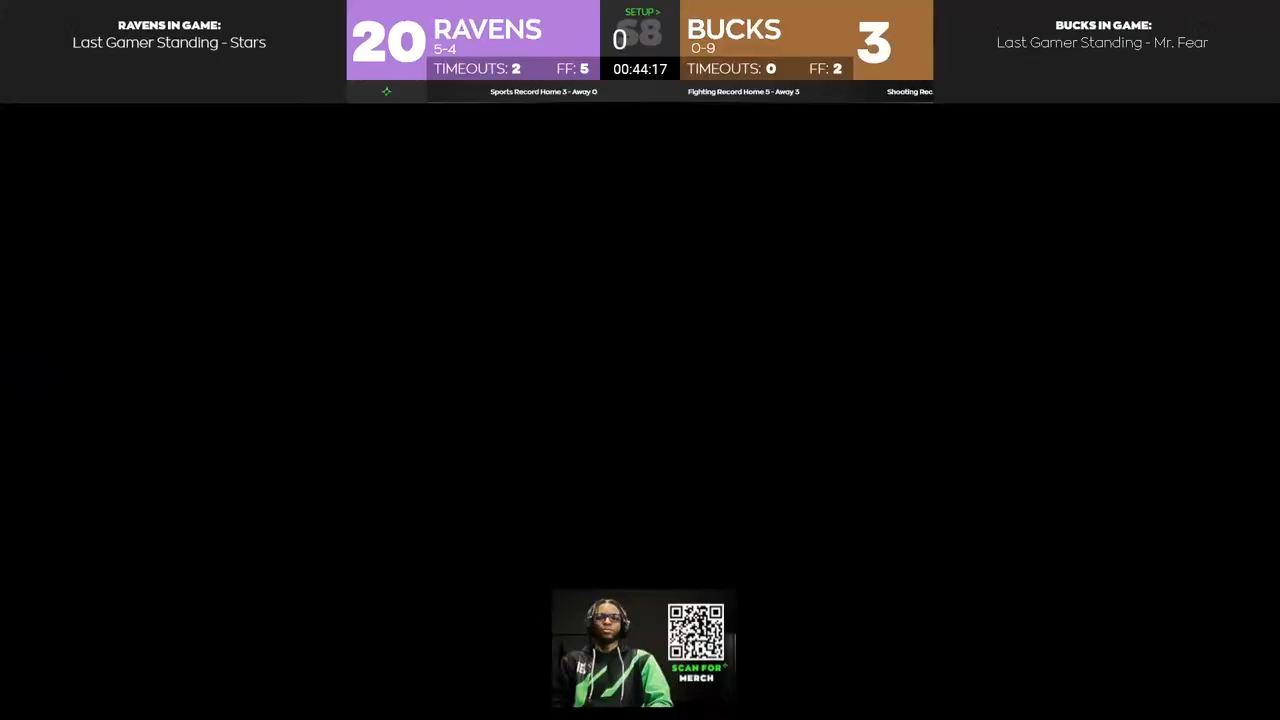 RAVENS IN GAME:
Last Gamer Standing - Stars
20
RAVENS
5-4
TIMEOUTS: 2 FF: 5
SETUP >
0
68
00:44:17
BUCKS
0-9
TIMEOUTS: 0 FF: 2
3
BUCKS IN GAME:
Last Gamer Standing - Mr. Fear
Sports Record Home 3 - Away 0 Fighting Record Home 5 - Away 3 Shooting Rec
SCAN FOR
MERCH